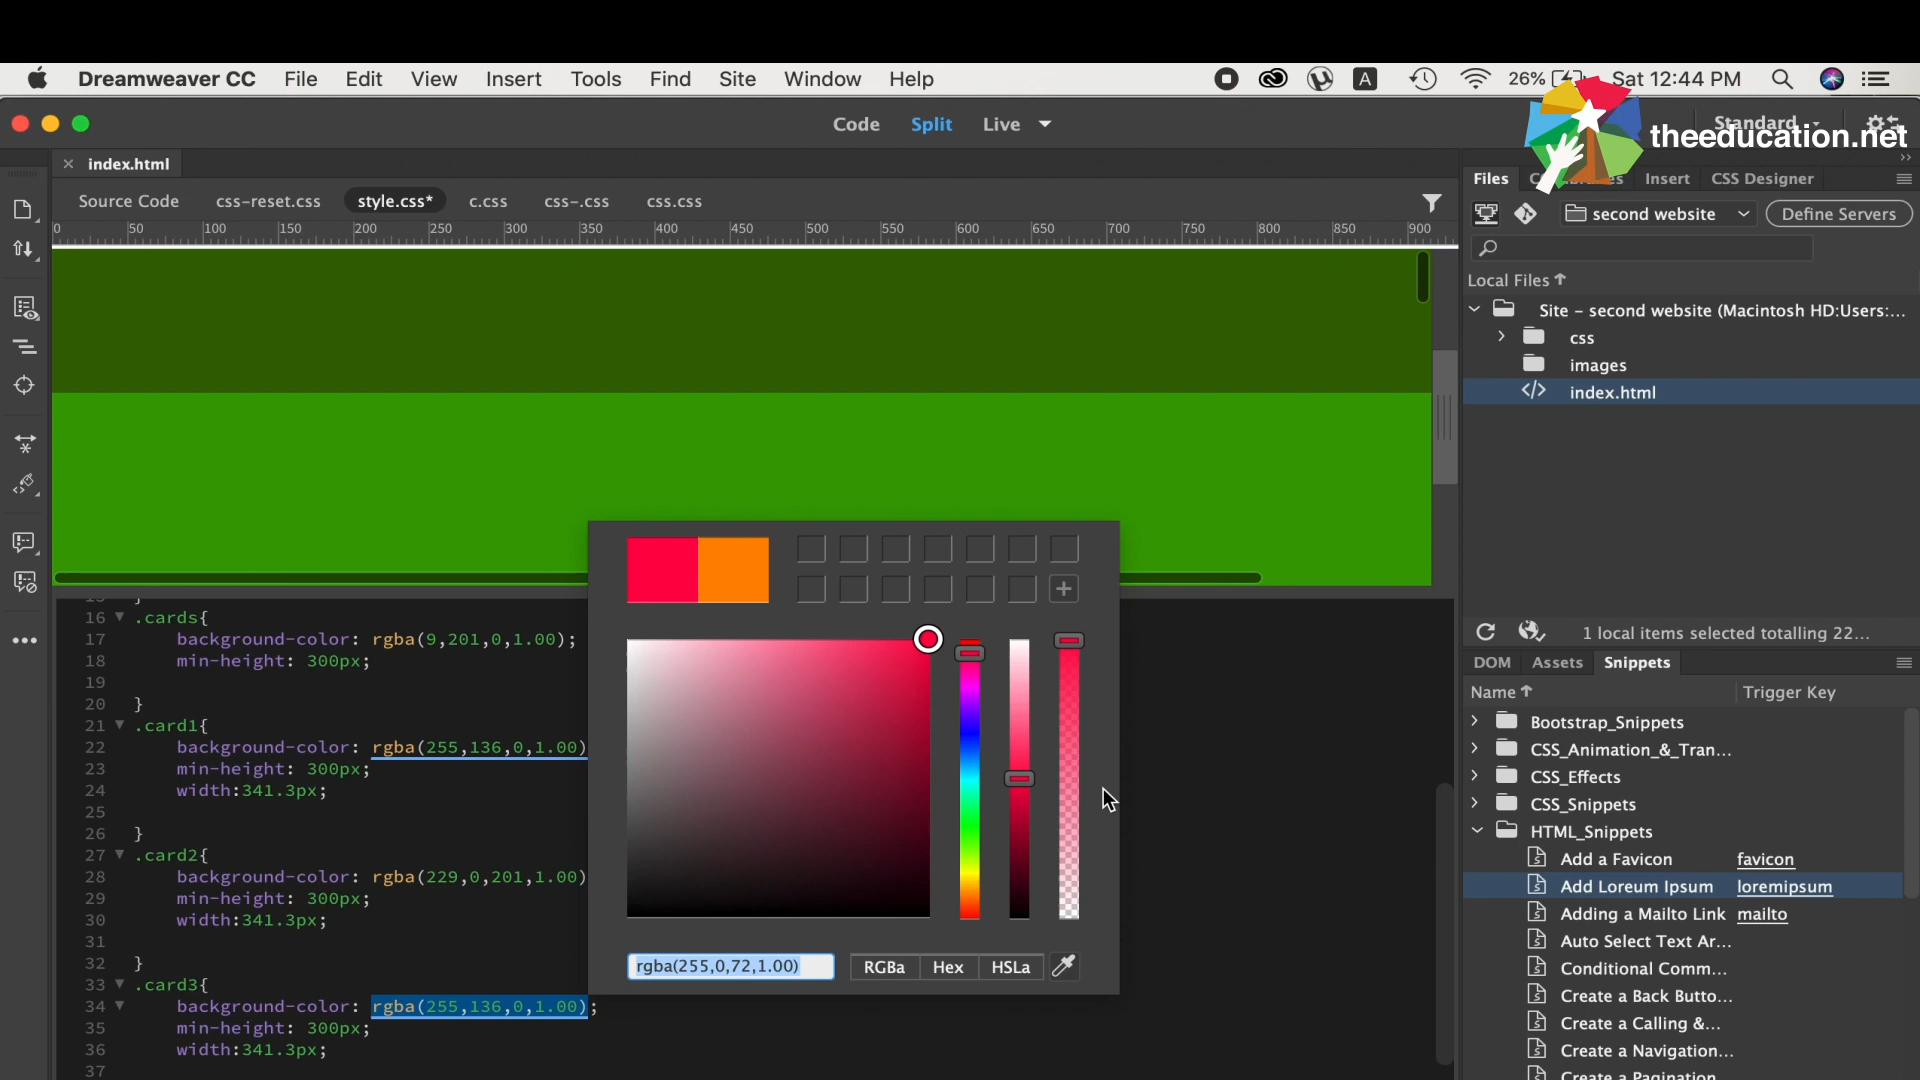 Dreamweaver CC File Edit View Insert Tools Find Site Window Help A 26% Sat 12:44 PM
Code Split Live Standard
theeducation.net
index.html
Files Insert CSS Designer
Source Code css-reset.css style.css* c.css css-.css css.css
second website Define Servers
0 50 100 150 200 250 300 350 400 450 500 550 600 650 700 750 800 850 900
Local Files
Site – second website (Macintosh HD:Users:...
css
images
index.html
16 .cards{
17 background-color: rgba(9,201,0,1.00);
18 min-height: 300px;
19
20 }
21 .card1{
22 background-color: rgba(255,136,0,1.00)
23 min-height: 300px;
24 width:341.3px;
25
26 }
27 .card2{
28 background-color: rgba(229,0,201,1.00)
29 min-height: 300px;
30 width:341.3px;
31
32 }
33 .card3{
34 background-color: rgba(255,136,0,1.00);
35 min-height: 300px;
36 width:341.3px;
37
rgba(255,0,72,1.00) RGBa Hex HSLa
1 local items selected totalling 22...
DOM Assets Snippets
Name Trigger Key
Bootstrap_Snippets
CSS_Animation_&_Tran...
CSS_Effects
CSS_Snippets
HTML_Snippets
Add a Favicon favicon
Add Loreum Ipsum loremipsum
Adding a Mailto Link mailto
Auto Select Text Ar...
Conditional Comm...
Create a Back Butto...
Create a Calling &...
Create a Navigation...
Create a Pagination